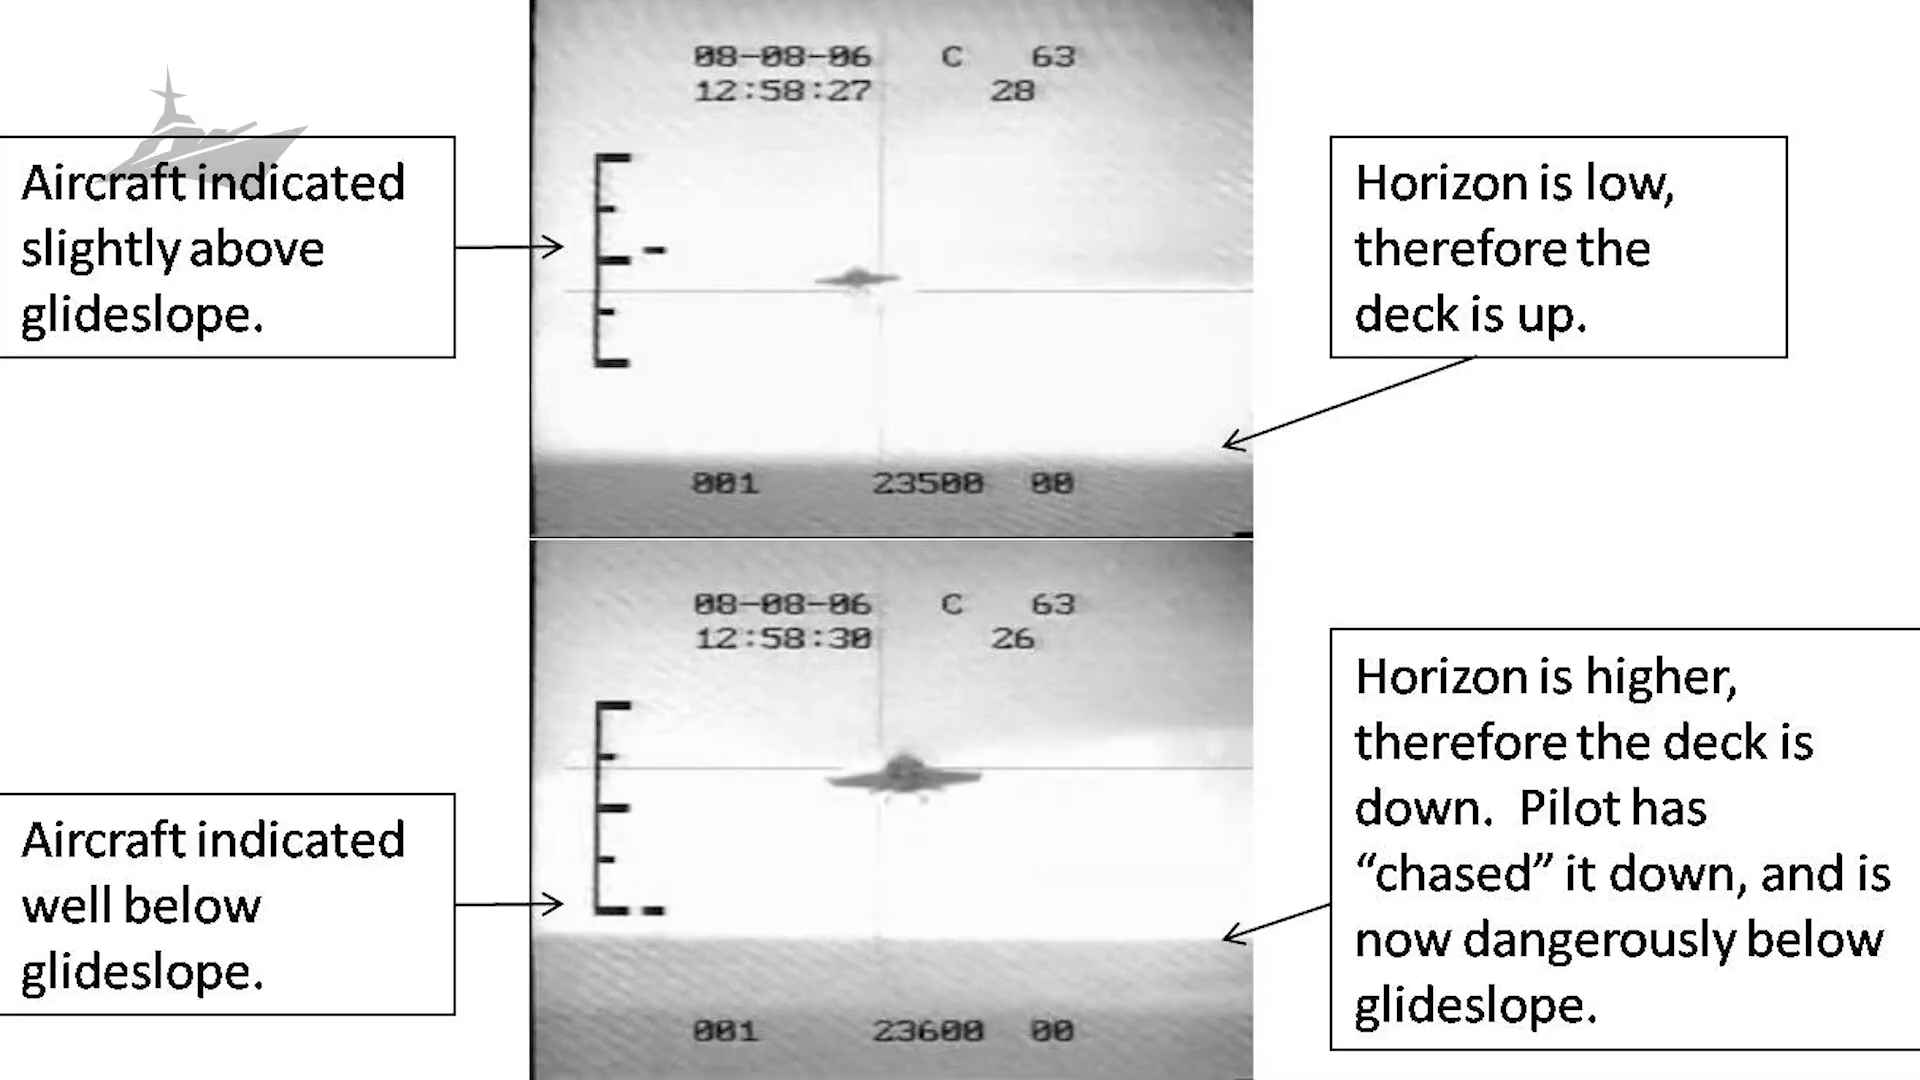 08-08-06 C 63
12:58:27 28
Aircraft indicated
slightly above
glideslope.
Horizon is low,
therefore the
deck is up.
001 23500 00
08-08-06 C 63
12:58:30 26
Aircraft indicated
well below
glideslope.
Horizon is higher,
therefore the deck is
down. Pilot has
“chased” it down, and is
now dangerously below
glideslope.
001 23600 00